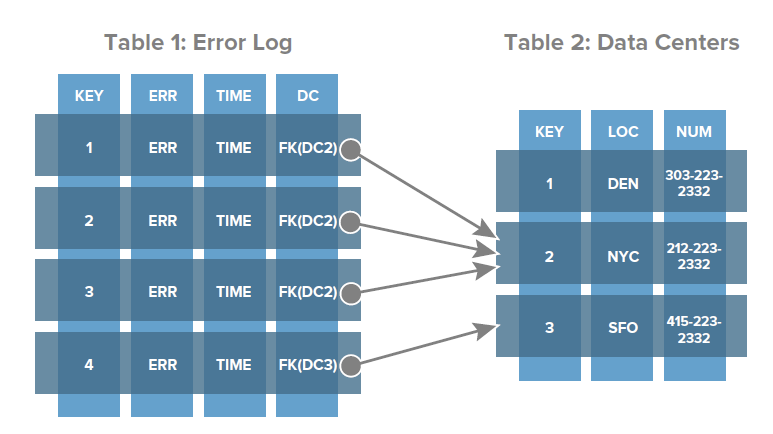 Table 1: Error Log
KEY ERR TIME DC
1 ERR TIME FK(DC2)
2 ERR TIME FK(DC2)
3 ERR TIME FK(DC2)
4 ERR TIME FK(DC3)
Table 2: Data Centers
KEY LOC NUM
1 DEN 303-223-
2332
2 NYC 212-223-
2332
3 SFO 415-223-
2332